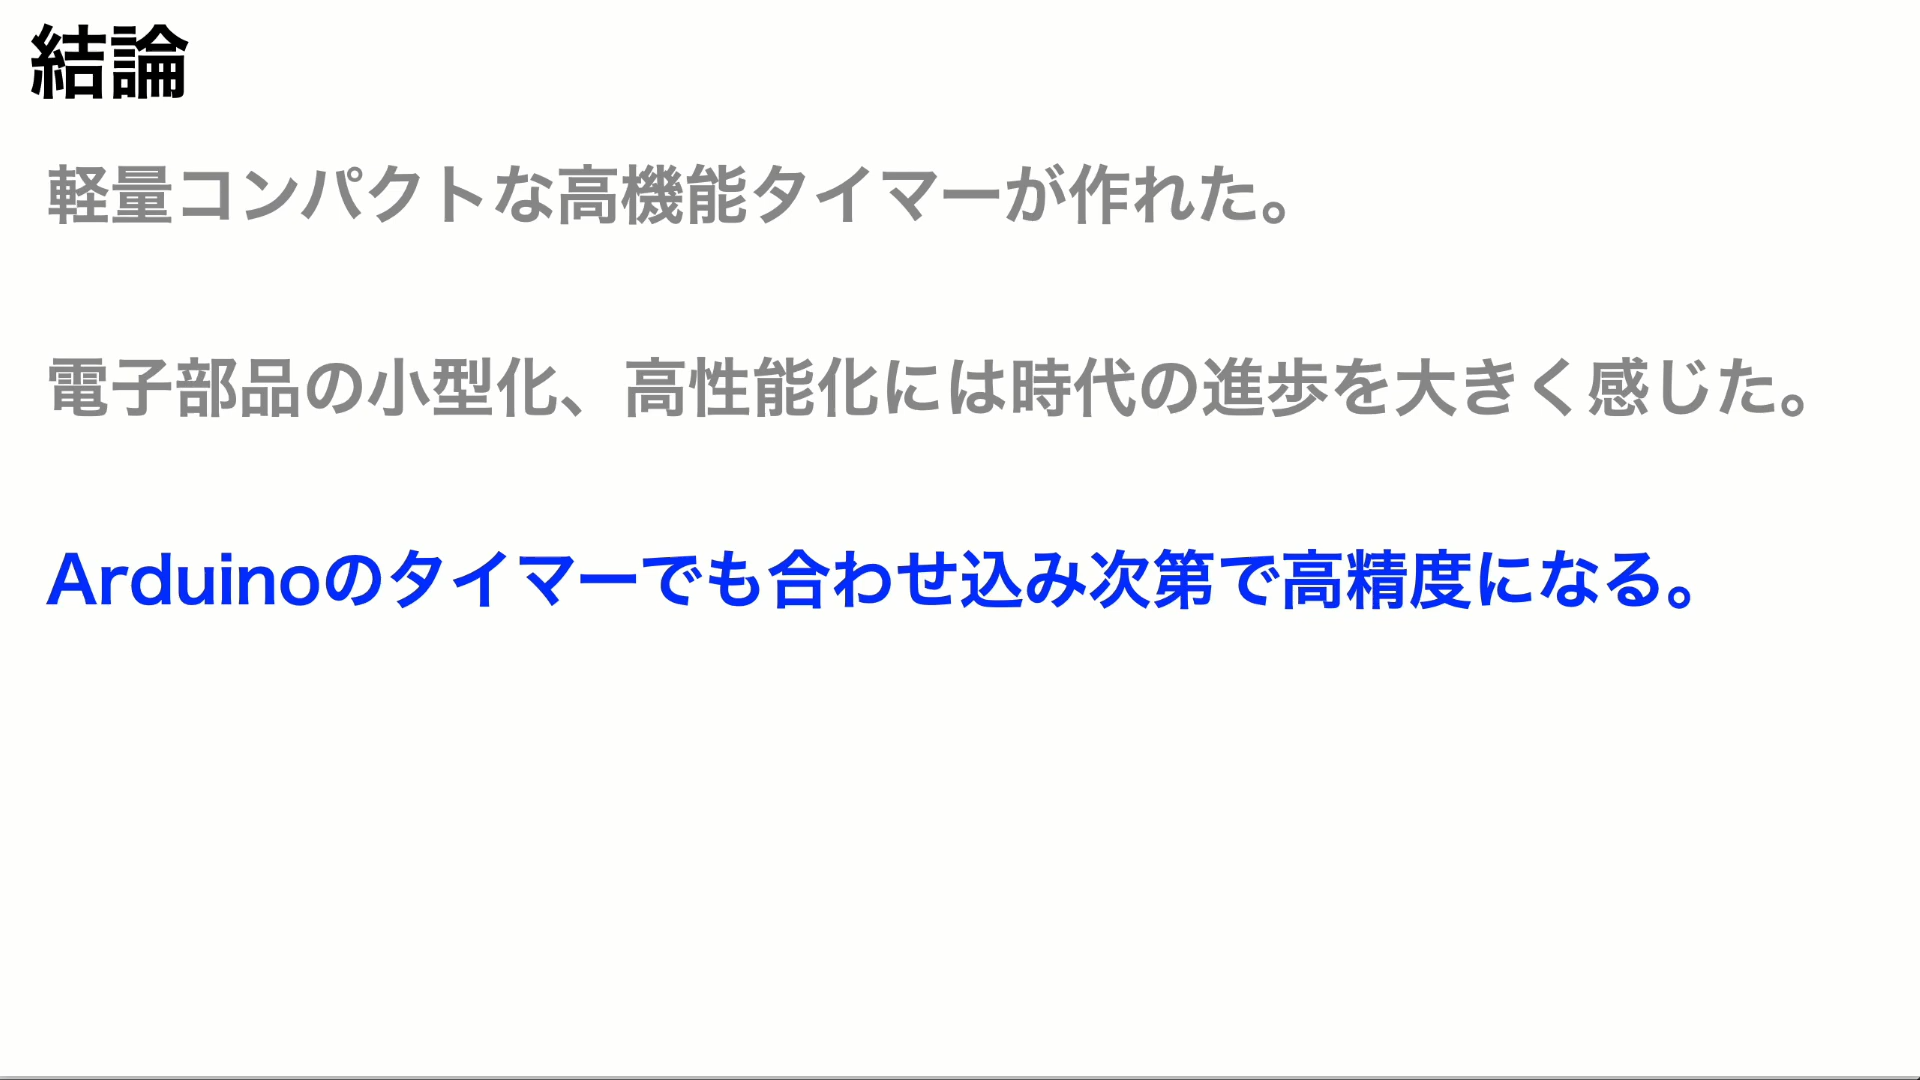 結論
軽量コンパクトな高機能タイマーが作れた。
電子部品の小型化、高性能化には時代の進歩を大きく感じた。
Arduinoのタイマーでも合わせ込み次第で高精度になる。